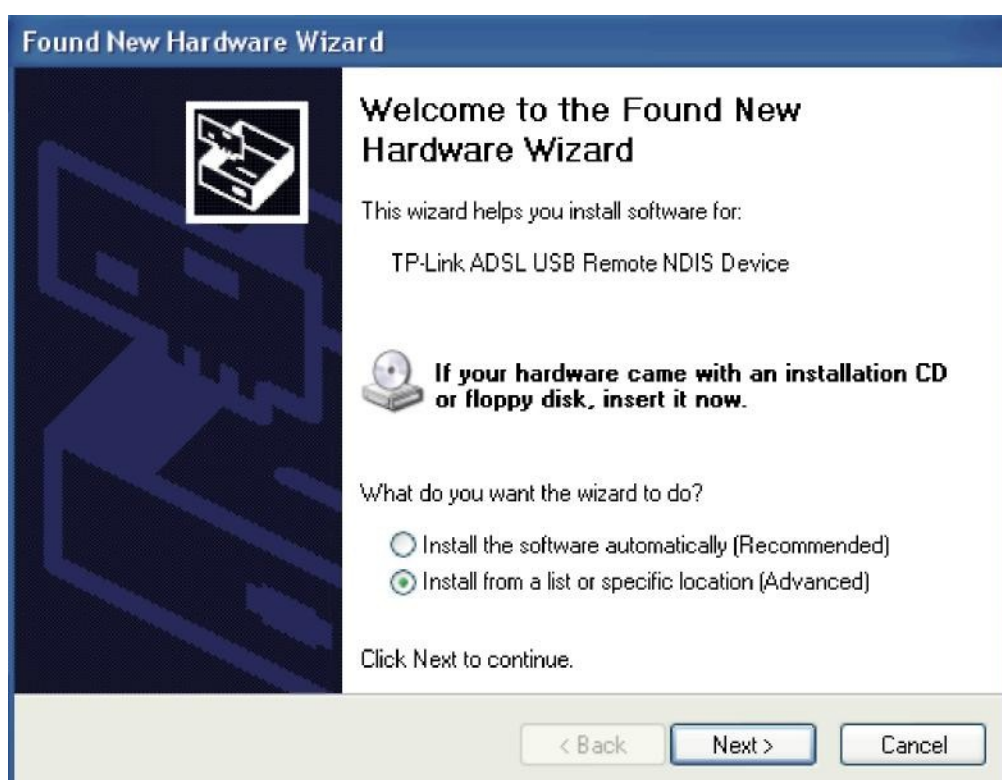 Found New Hardware Wizard
Welcome to the Found New
Hardware Wizard
This wizard helps you install software for:
TP-Link ADSL USB Remote NDIS Device
If your hardware came with an installation CD
or floppy disk, insert it now.
What do you want the wizard to do?
Install the software automatically (Recommended)
Install from a list or specific location (Advanced)
Click Next to continue.
< Back
Next >
Cancel